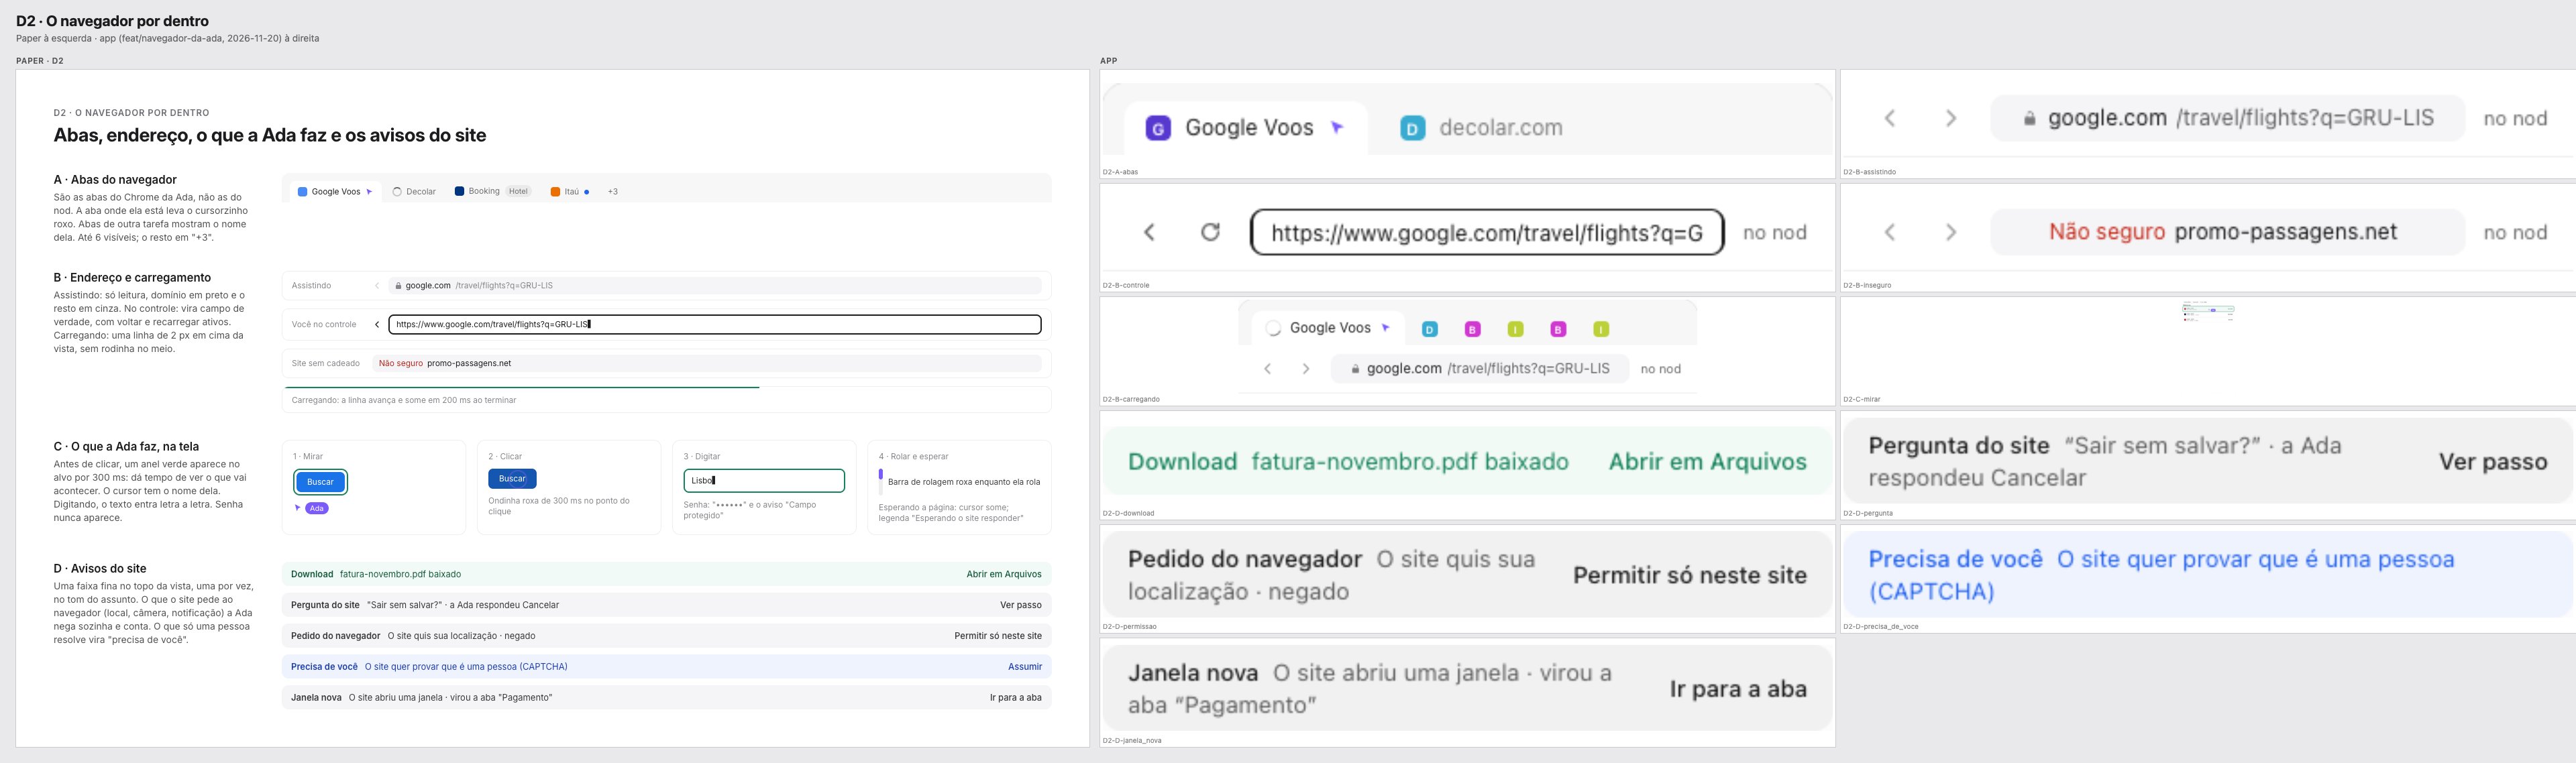 D2 · O navegador por dentro
Paper à esquerda · app (feat/navegador-da-ada, 2026-11-20) à direita
PAPER · D2
D2 · O NAVEGADOR POR DENTRO
Abas, endereço, o que a Ada faz e os avisos do site
A · Abas do navegador
São as abas do Chrome da Ada, não as do
nod. A aba onde ela está leva o cursorzinho
roxo. Abas de outra tarefa mostram o nome
dela. Até 6 visíveis; o resto em "+3".
Google Voos
Decolar
Booking Hotel
Itaú
+3
B · Endereço e carregamento
Assistindo: só leitura, domínio em preto e o
resto em cinza. No controle: vira campo de
verdade, com voltar e recarregar ativos.
Carregando: uma linha de 2 px em cima da
vista, sem rodinha no meio.
Assistindo
google.com /travel/flights?q=GRU-LIS
Você no controle
https://www.google.com/travel/flights?q=GRU-LIS
Site sem cadeado
Não seguro promo-passagens.net
Carregando: a linha avança e some em 200 ms ao terminar
C · O que a Ada faz, na tela
Antes de clicar, um anel verde aparece no
alvo por 300 ms: dá tempo de ver o que vai
acontecer. O cursor tem o nome dela.
Digitando, o texto entra letra a letra. Senha
nunca aparece.
1 · Mirar
Buscar
Ada
2 · Clicar
Buscar
Ondinha roxa de 300 ms no ponto do
clique
3 · Digitar
Lisbo
Senha: "••••••" e o aviso "Campo
protegido"
4 · Rolar e esperar
Barra de rolagem roxa enquanto ela rola
Esperando a página: cursor some;
legenda "Esperando o site responder"
D · Avisos do site
Uma faixa fina no topo da vista, uma por vez,
no tom do assunto. O que o site pede ao
navegador (local, câmera, notificação) a Ada
nega sozinha e conta. O que só uma pessoa
resolve vira "precisa de você".
Download fatura-novembro.pdf baixado
Abrir em Arquivos
Pergunta do site "Sair sem salvar?" · a Ada respondeu Cancelar
Ver passo
Pedido do navegador O site quis sua localização · negado
Permitir só neste site
Precisa de você O site quer provar que é uma pessoa (CAPTCHA)
Assumir
Janela nova O site abriu uma janela · virou a aba "Pagamento"
Ir para a aba
APP
G Google Voos
D decolar.com
D2-A-abas
google.com /travel/flights?q=GRU-LIS
no nod
D2-B-assistindo
https://www.google.com/travel/flights?q=G
no nod
D2-B-controle
Não seguro promo-passagens.net
no nod
D2-B-inseguro
Google Voos
D B I B I
google.com /travel/flights?q=GRU-LIS
no nod
D2-B-carregando
D2-C-mirar
Download fatura-novembro.pdf baixado
Abrir em Arquivos
D2-D-download
Pergunta do site “Sair sem salvar?” · a Ada
respondeu Cancelar
Ver passo
D2-D-pergunta
Pedido do navegador O site quis sua
localização · negado
Permitir só neste site
D2-D-permissao
Precisa de você O site quer provar que é uma pessoa
(CAPTCHA)
D2-D-precisa_de_voce
Janela nova O site abriu uma janela · virou a
aba “Pagamento”
Ir para a aba
D2-D-janela_nova